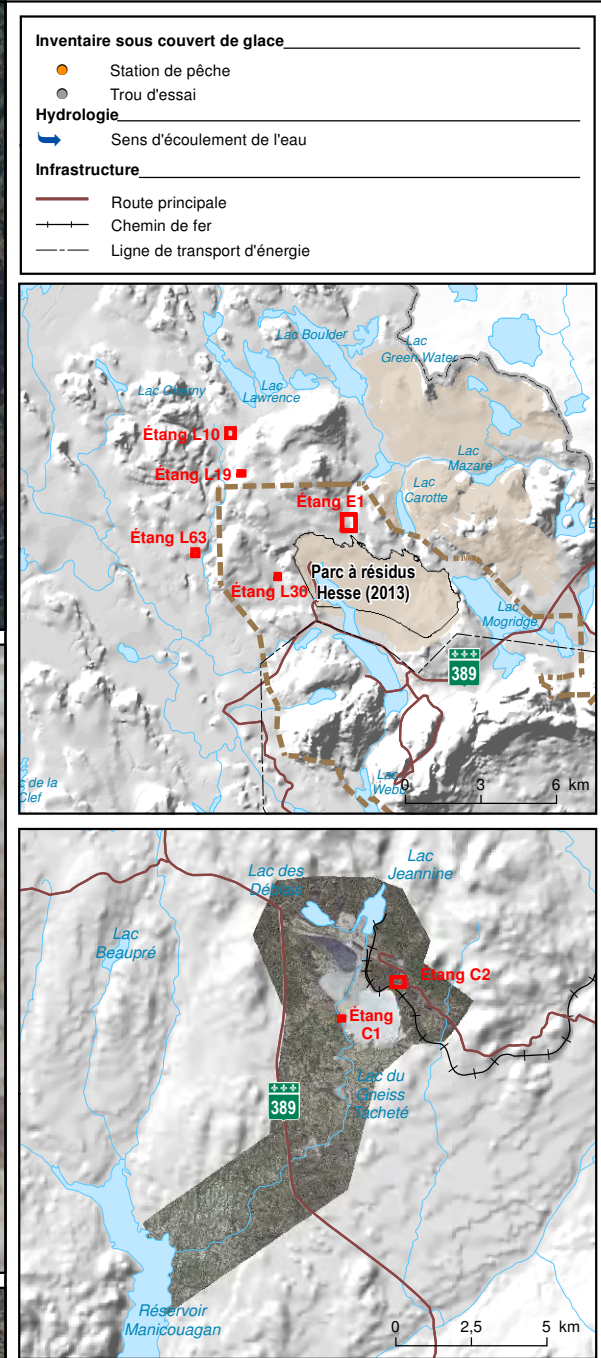 Inventaire sous couvert de glace
Station de pêche
Trou d'essai
Hydrologie
Sens d'écoulement de l'eau
Infrastructure
Route principale
Chemin de fer
Ligne de transport d'énergie
Lac Boulder
Lac
Green Water
Lac Cherny
Lac
Lawrence
Étang L10
Lac
Mazaré
Étang L19
Lac
Carotte
Étang E1
Étang L63
Parc à résidus
Hesse (2013)
Étang L30
Lac
Mogridge
389
Lac
Webb
de la
Clef
0 3 6 km
Lac des
Débris
Lac
Jeannine
Lac
Beaupré
Étang C2
Étang
C1
Lac du
Gneiss
Tacheté
389
Réservoir
Manicouagan
0 2,5 5 km